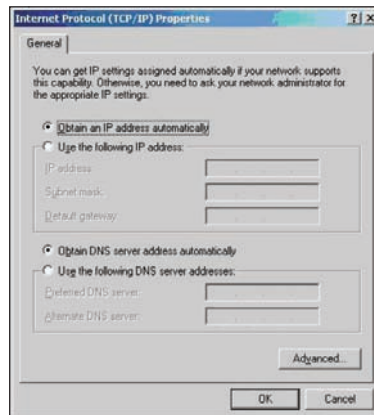 Internet Protocol (TCP/IP) Properties
General
You can get IP settings assigned automatically if your network supports
this capability. Otherwise, you need to ask your network administrator for
the appropriate IP settings.
Obtain an IP address automatically
Use the following IP address:
IP address:
Subnet mask:
Default gateway:
Obtain DNS server address automatically
Use the following DNS server addresses:
Preferred DNS server:
Alternate DNS server:
Advanced...
OK Cancel